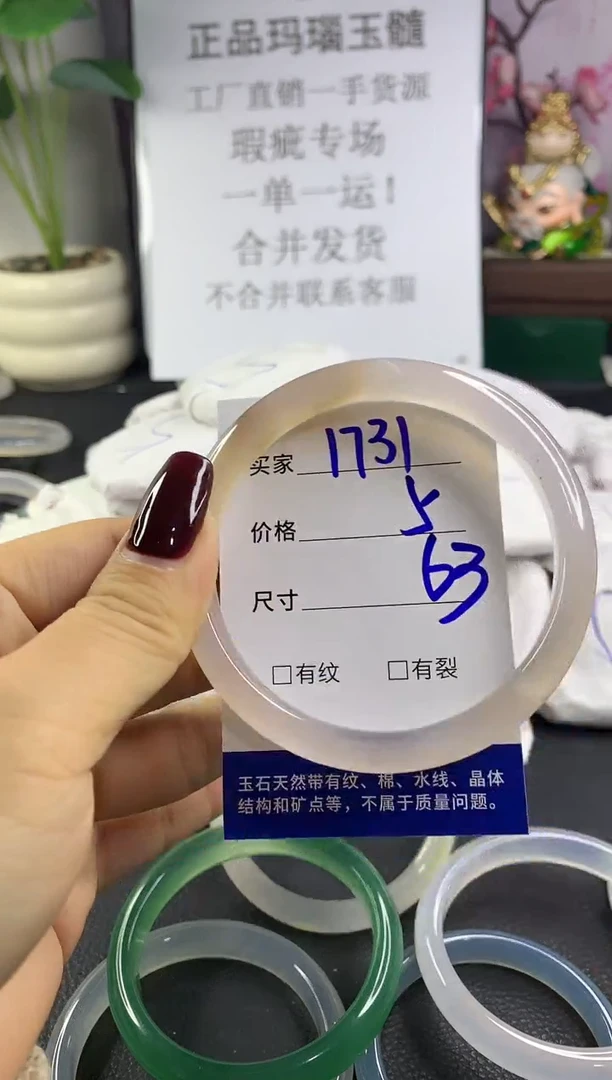 正品玛瑙玉髓
工厂直销一手货源
瑕疵专场
一单一运!
合并发货
不合并联系客服
买家 1731
价格
尺寸 63
□有纹 □有裂
玉石天然带有纹、棉、水线、晶体
结构和矿点等，不属于质量问题。